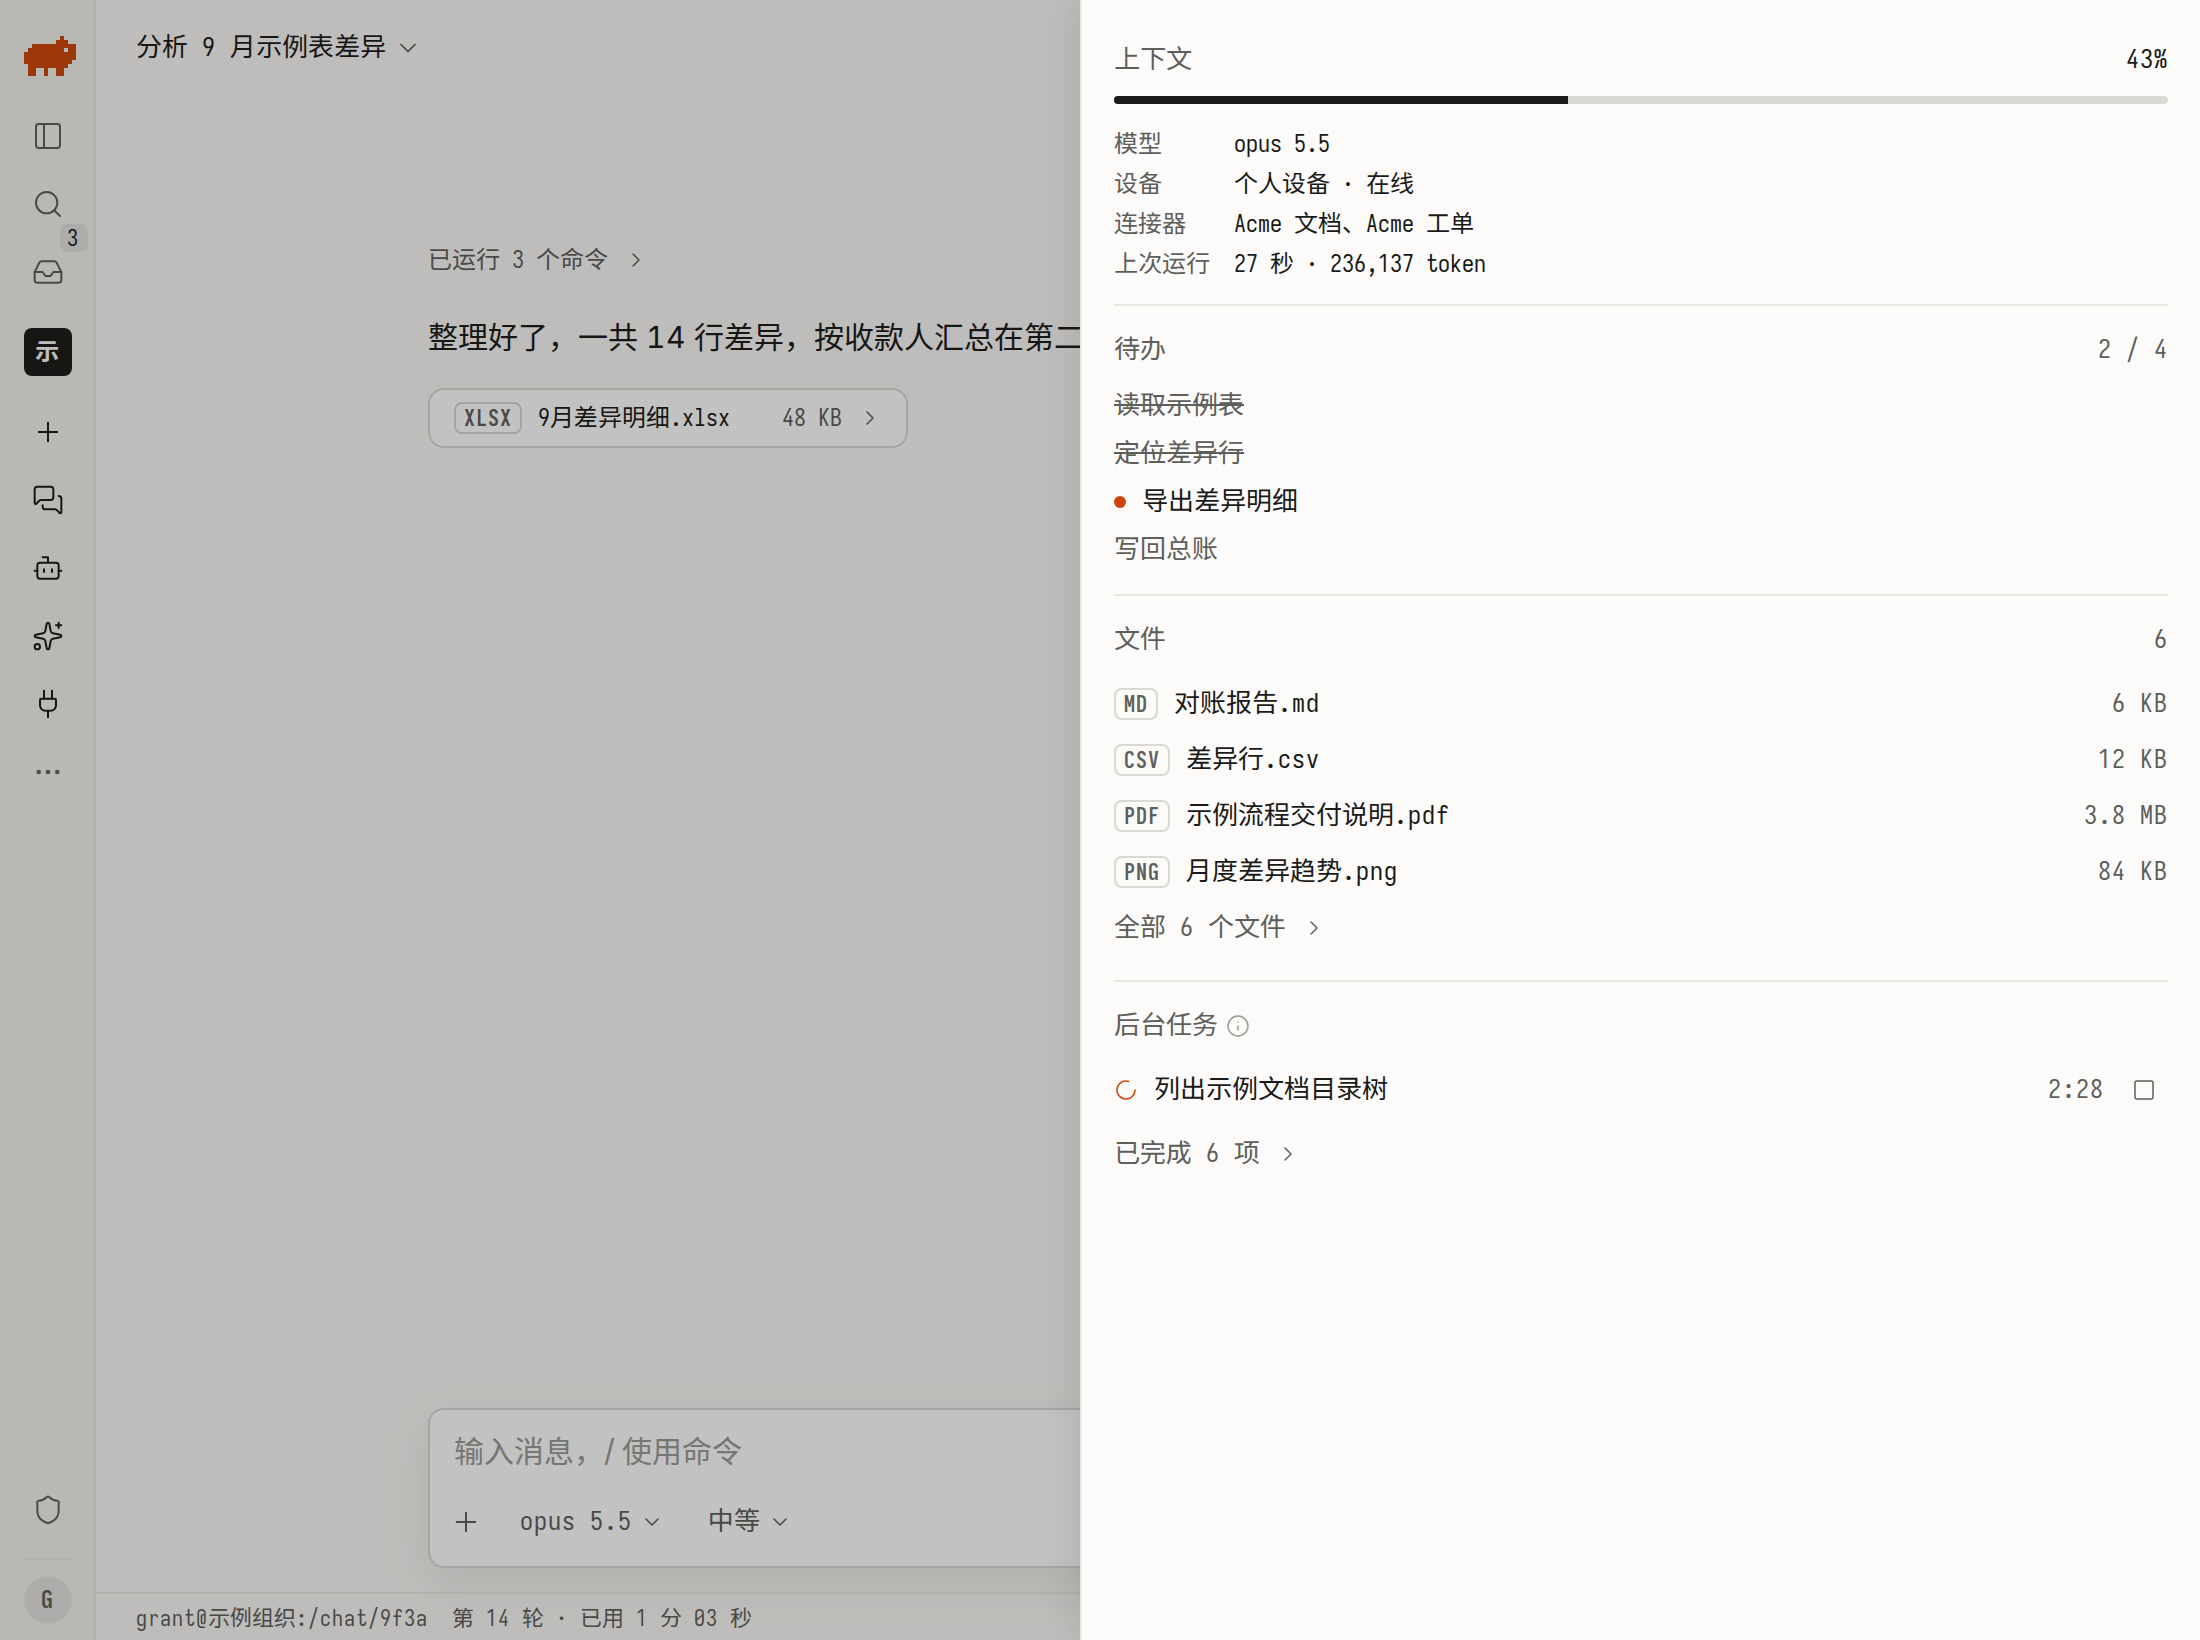 分析 9 月示例表差异
3
示
已运行 3 个命令
整理好了，一共 14 行差异，按收款人汇总在第二
XLSX 9月差异明细.xlsx 48 KB
输入消息，/ 使用命令
opus 5.5 中等
G
grant@示例组织:/chat/9f3a 第 14 轮 · 已用 1 分 03 秒
上下文 43%
模型 opus 5.5
设备 个人设备 · 在线
连接器 Acme 文档、Acme 工单
上次运行 27 秒 · 236,137 token
待办 2 / 4
读取示例表
定位差异行
导出差异明细
写回总账
文件 6
MD 对账报告.md 6 KB
CSV 差异行.csv 12 KB
PDF 示例流程交付说明.pdf 3.8 MB
PNG 月度差异趋势.png 84 KB
全部 6 个文件
后台任务
列出示例文档目录树 2:28
已完成 6 项